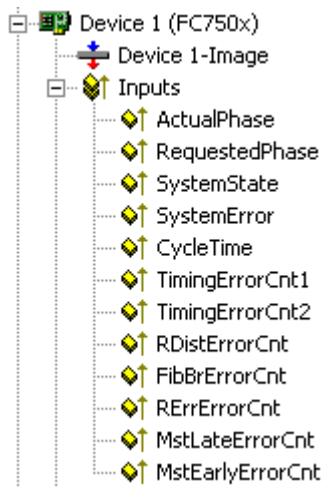 Device 1 (FC750x)
Device 1-Image
Inputs
ActualPhase
RequestedPhase
SystemState
SystemError
CycleTime
TimingErrorCnt1
TimingErrorCnt2
RDistErrorCnt
FibBrErrorCnt
RErrErrorCnt
MstLateErrorCnt
MstEarlyErrorCnt